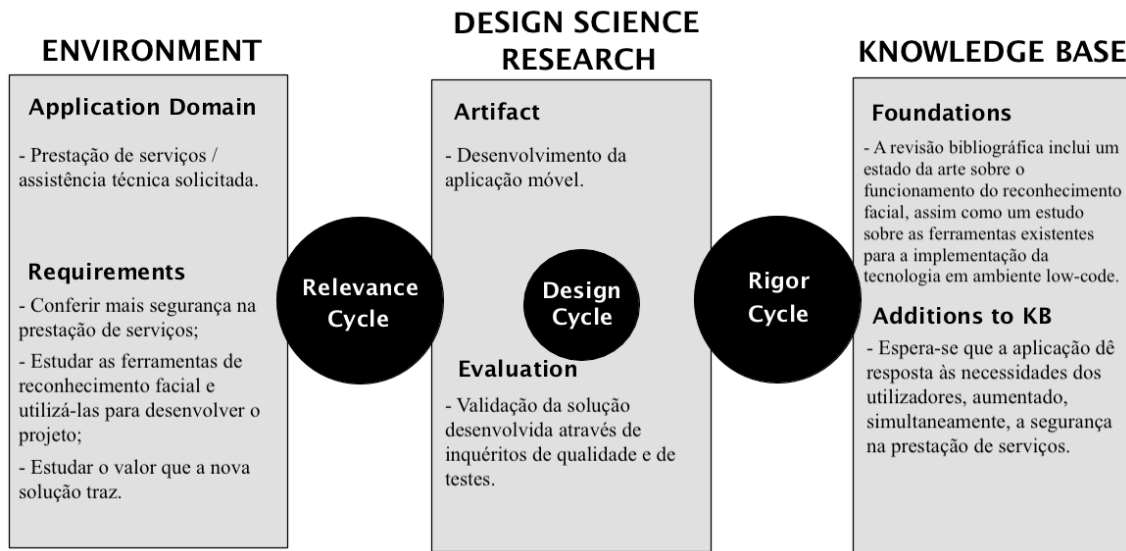 ENVIRONMENT
Application Domain
- Prestação de serviços /
assistência técnica solicitada.
Requirements
- Conferir mais segurança na
prestação de serviços;
- Estudar as ferramentas de
reconhecimento facial e
utilizá-las para desenvolver o
projeto;
- Estudar o valor que a nova
solução traz.
Relevance
Cycle
DESIGN SCIENCE
RESEARCH
Artifact
- Desenvolvimento da
aplicação móvel.
Design
Cycle
Evaluation
- Validação da solução
desenvolvida através de
inquéritos de qualidade e de
testes.
Rigor
Cycle
KNOWLEDGE BASE
Foundations
- A revisão bibliográfica inclui um
estado da arte sobre o
funcionamento do reconhecimento
facial, assim como um estudo
sobre as ferramentas existentes
para a implementação da
tecnologia em ambiente low-code.
Additions to KB
- Espera-se que a aplicação dê
resposta às necessidades dos
utilizadores, aumentado,
simultaneamente, a segurança
na prestação de serviços.